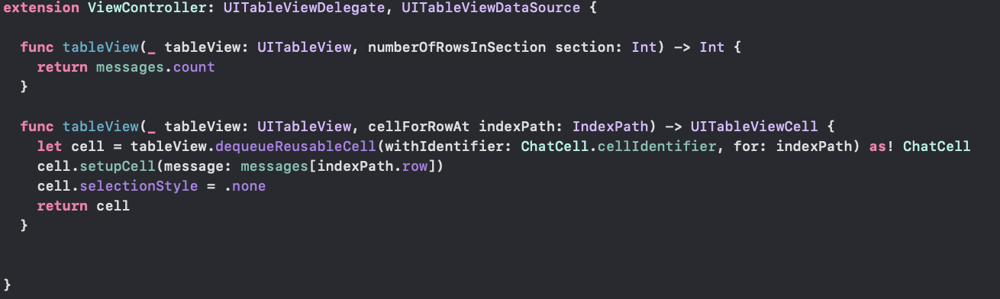 extension ViewController: UITableViewDelegate, UITableViewDataSource {
func tableView(_ tableView: UITableView, numberOfRowsInSection section: Int) -> Int {
return messages.count
}
func tableView(_ tableView: UITableView, cellForRowAt indexPath: IndexPath) -> UITableViewCell {
let cell = tableView.dequeueReusableCell(withIdentifier: ChatCell.cellIdentifier, for: indexPath) as! ChatCell
cell.setupCell(message: messages[indexPath.row])
cell.selectionStyle = .none
return cell
}
}